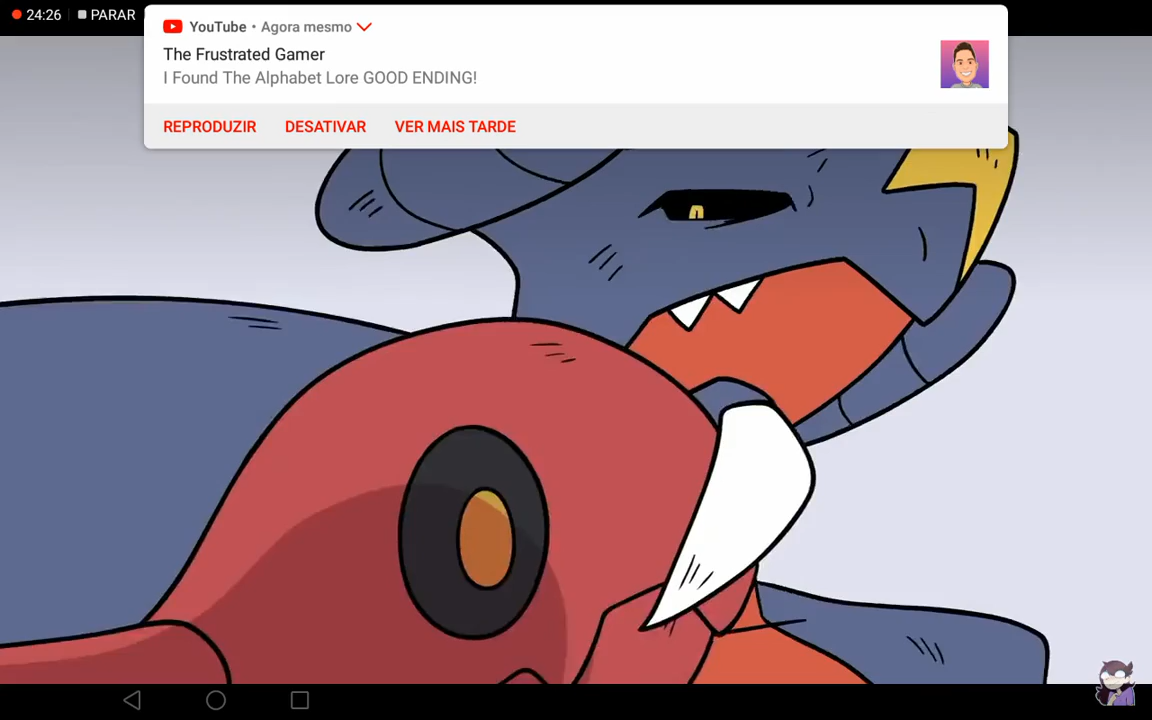 24:26 PARAR
YouTube • Agora mesmo
The Frustrated Gamer
I Found The Alphabet Lore GOOD ENDING!
REPRODUZIR DESATIVAR VER MAIS TARDE